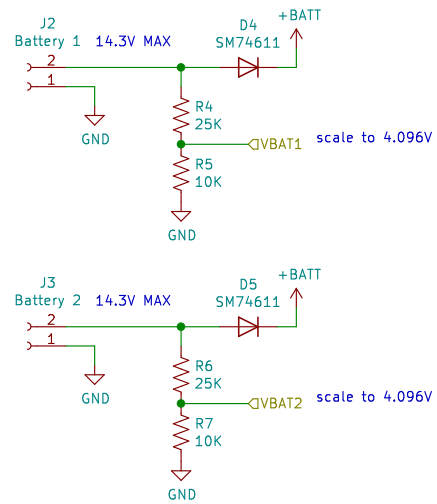 J2
Battery 1 14.3V MAX
2
1
GND
D4
SM74611
+BATT
R4
25K
VBAT1
scale to 4.096V
R5
10K
GND
J3
Battery 2 14.3V MAX
2
1
GND
D5
SM74611
+BATT
R6
25K
VBAT2
scale to 4.096V
R7
10K
GND